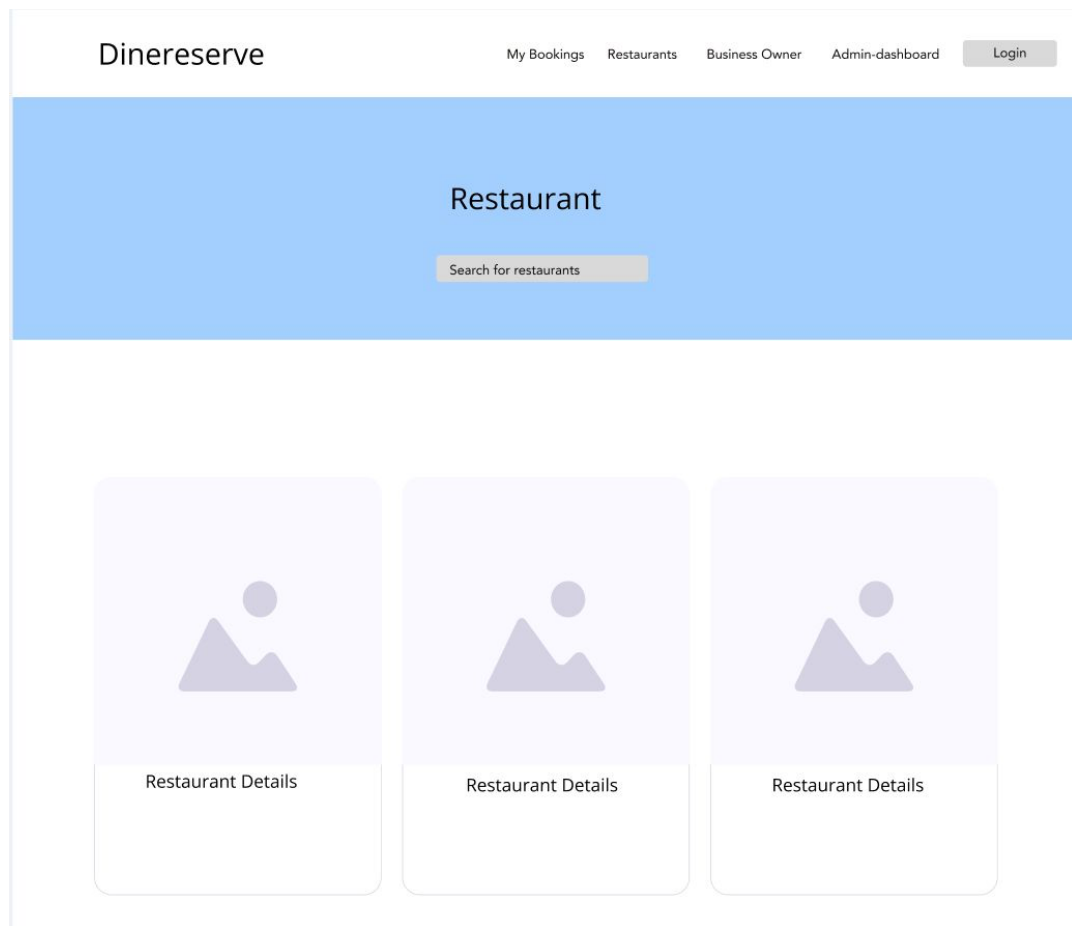 Dinereserve
My Bookings
Restaurants
Business Owner
Admin-dashboard
Login
Restaurant
Search for restaurants
Restaurant Details
Restaurant Details
Restaurant Details